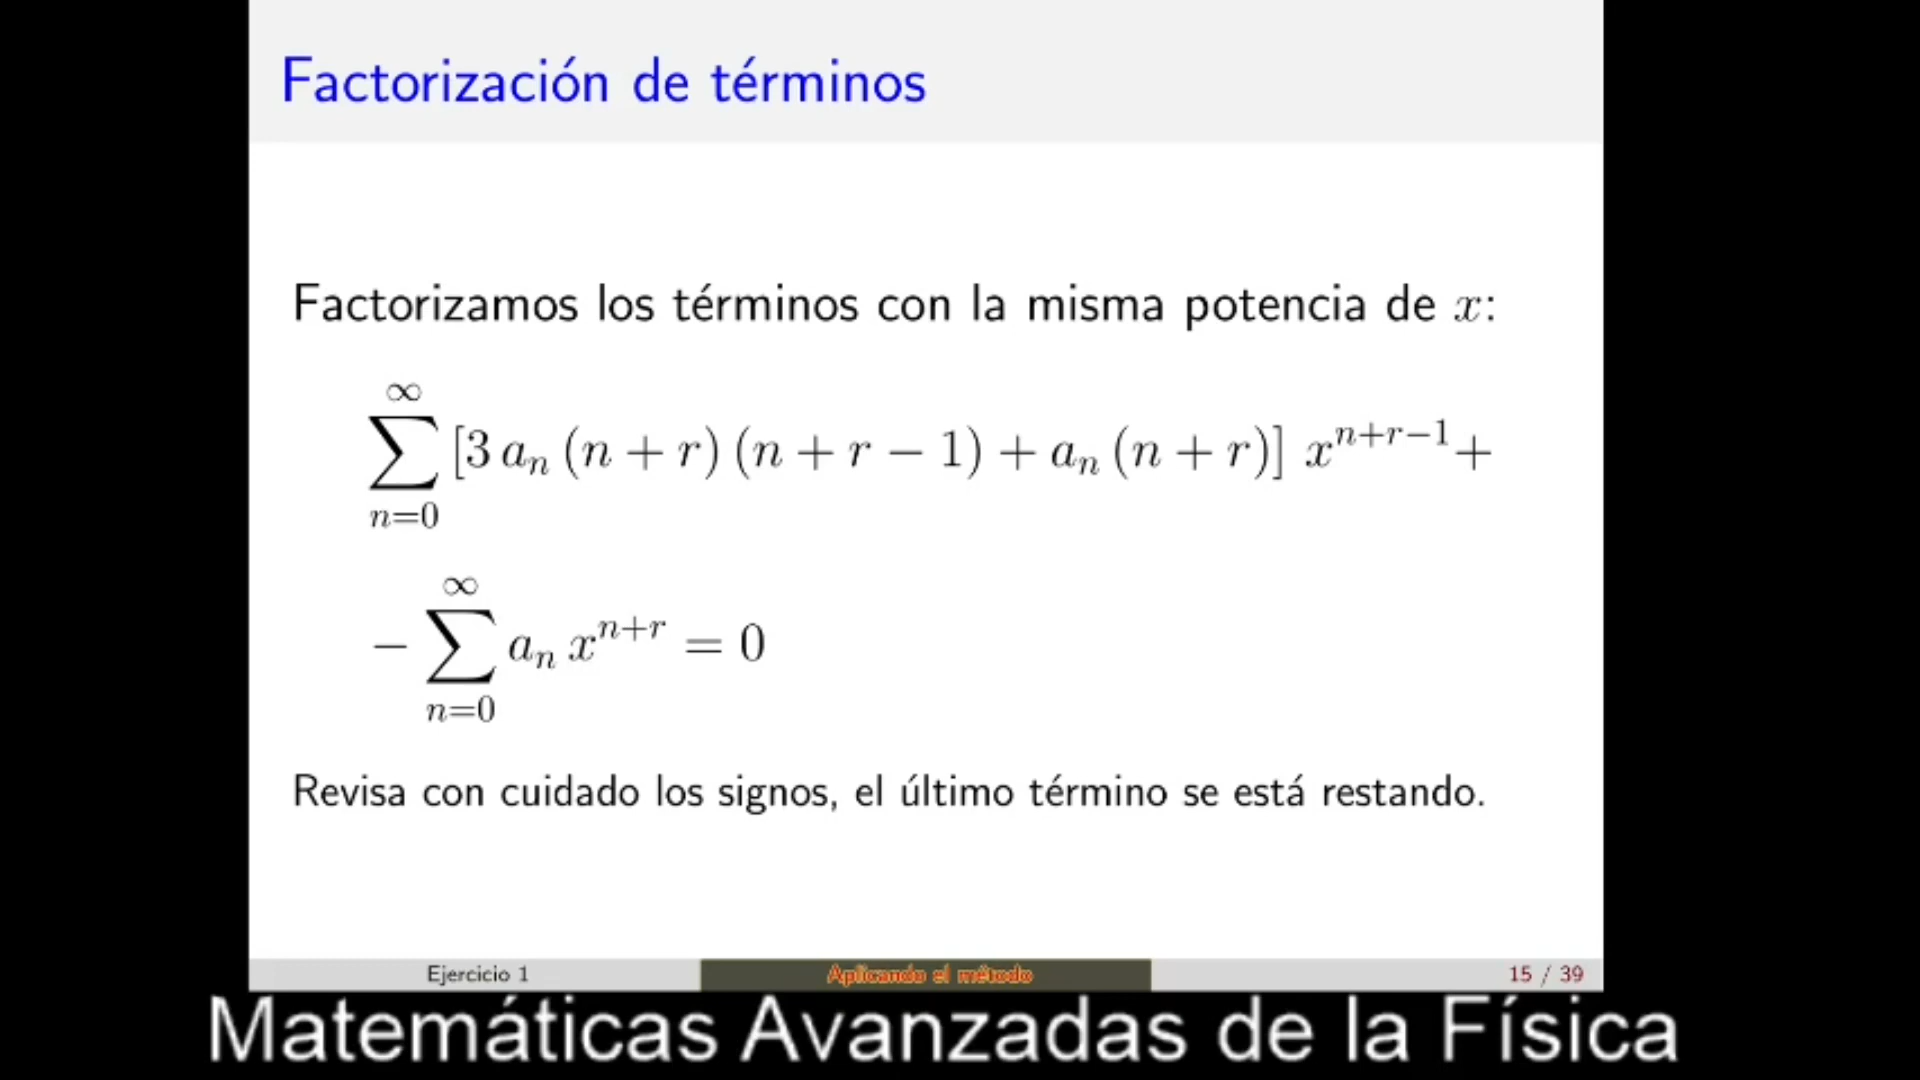 Factorización de términos
Factorizamos los términos con la misma potencia de x:
∑_{n=0}^{∞} [3 a_n (n + r) (n + r − 1) + a_n (n + r)] x^{n+r−1} +
− ∑_{n=0}^{∞} a_n x^{n+r} = 0
Revisa con cuidado los signos, el último término se está restando.
Ejercicio 1 Aplicando el método 15 / 39
Matemáticas Avanzadas de la Física